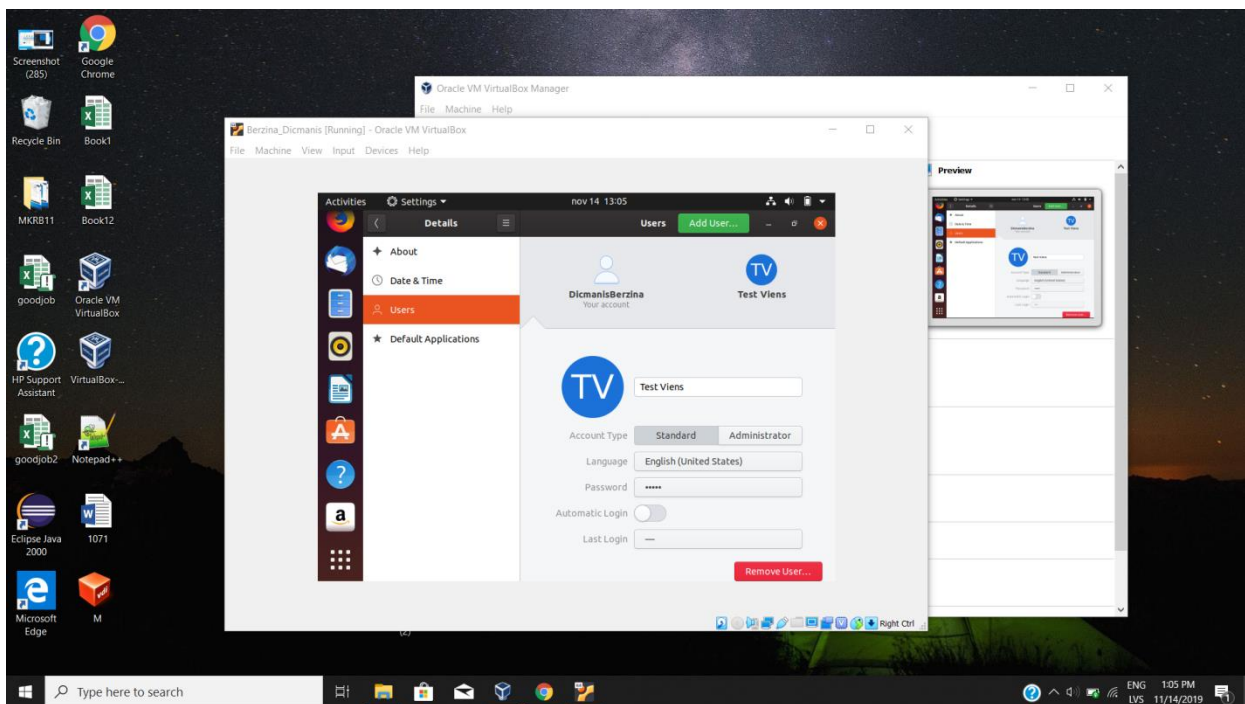 Screenshot
(285)
Google
Chrome
Recycle Bin
Book1
MKRB11
Book12
goodjob
Oracle VM
VirtualBox
HP Support
Assistant
VirtualBox-...
goodjob2
Notepad++
Eclipse Java
2000
1071
Microsoft
Edge
M
Oracle VM VirtualBox Manager
File Machine Help
Preview
Berzina_Dicmanis [Running] - Oracle VM VirtualBox
File Machine View Input Devices Help
Activities Settings nov 14 13:05
Details Users Add User...
About
Date & Time
Users
Default Applications
DicmanisBerzina
Your account
TV
Test Viens
TV Test Viens
Account Type Standard Administrator
Language English (United States)
Password •••••
Automatic Login
Last Login —
Remove User...
Right Ctrl
(2)
Type here to search
ENG 1:05 PM
LVS 11/14/2019